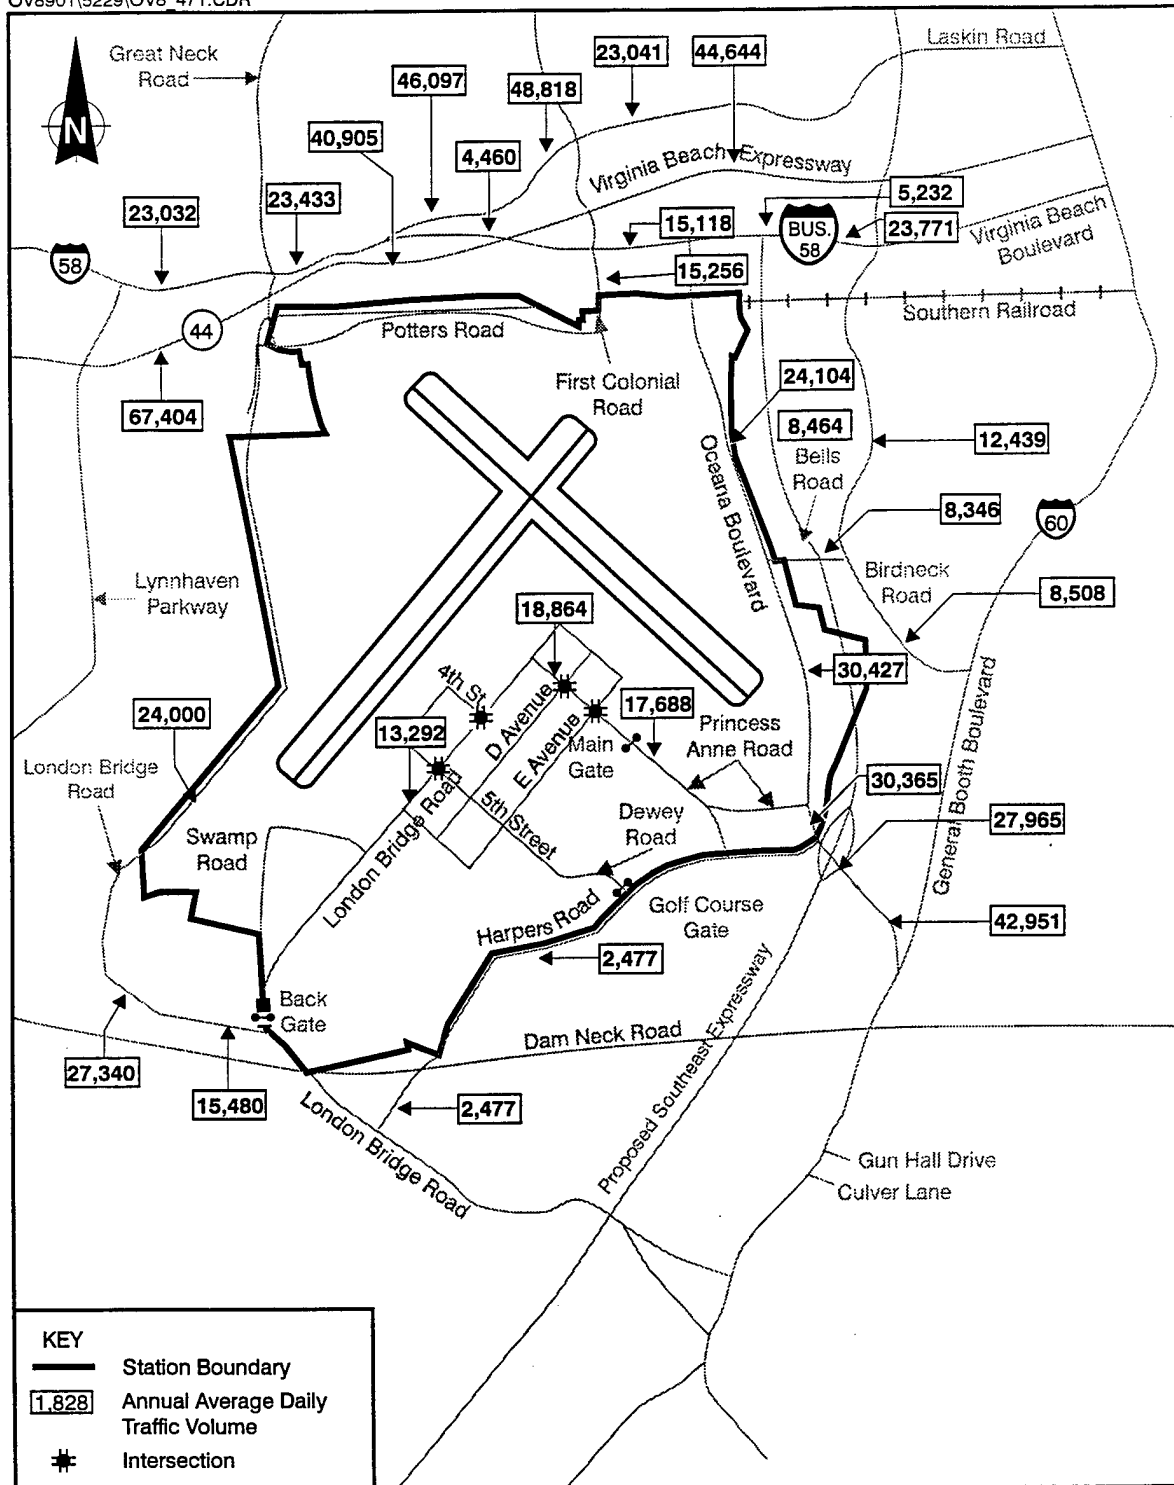 OV8901\5229\OV8_471.CDR
Great Neck
Road
Laskin Road
23,041
44,644
46,097
48,818
N
40,905
4,460
Virginia Beach Expressway
23,032
23,433
5,232
15,118
BUS.
58
23,771
Virginia Beach
Boulevard
58
15,256
Southern Railroad
44
Potters Road
First Colonial
Road
24,104
67,404
8,464
12,439
Bells
Road
Oceana Boulevard
8,346
60
Birdneck
Road
Lynnhaven
Parkway
8,508
18,864
30,427
4th St.
D Avenue
E Avenue
17,688
24,000
13,292
Main
Gate
Princess
Anne Road
General Booth Boulevard
London Bridge
Road
30,365
5th Street
Dewey
Road
27,965
Swamp
Road
London Bridge Road
Harpers Road
Golf Course
Gate
42,951
2,477
Back
Gate
Dam Neck Road
Proposed Southeast Expressway
27,340
15,480
2,477
London Bridge Road
Gun Hall Drive
Culver Lane
KEY
Station Boundary
1,828
Annual Average Daily
Traffic Volume
Intersection